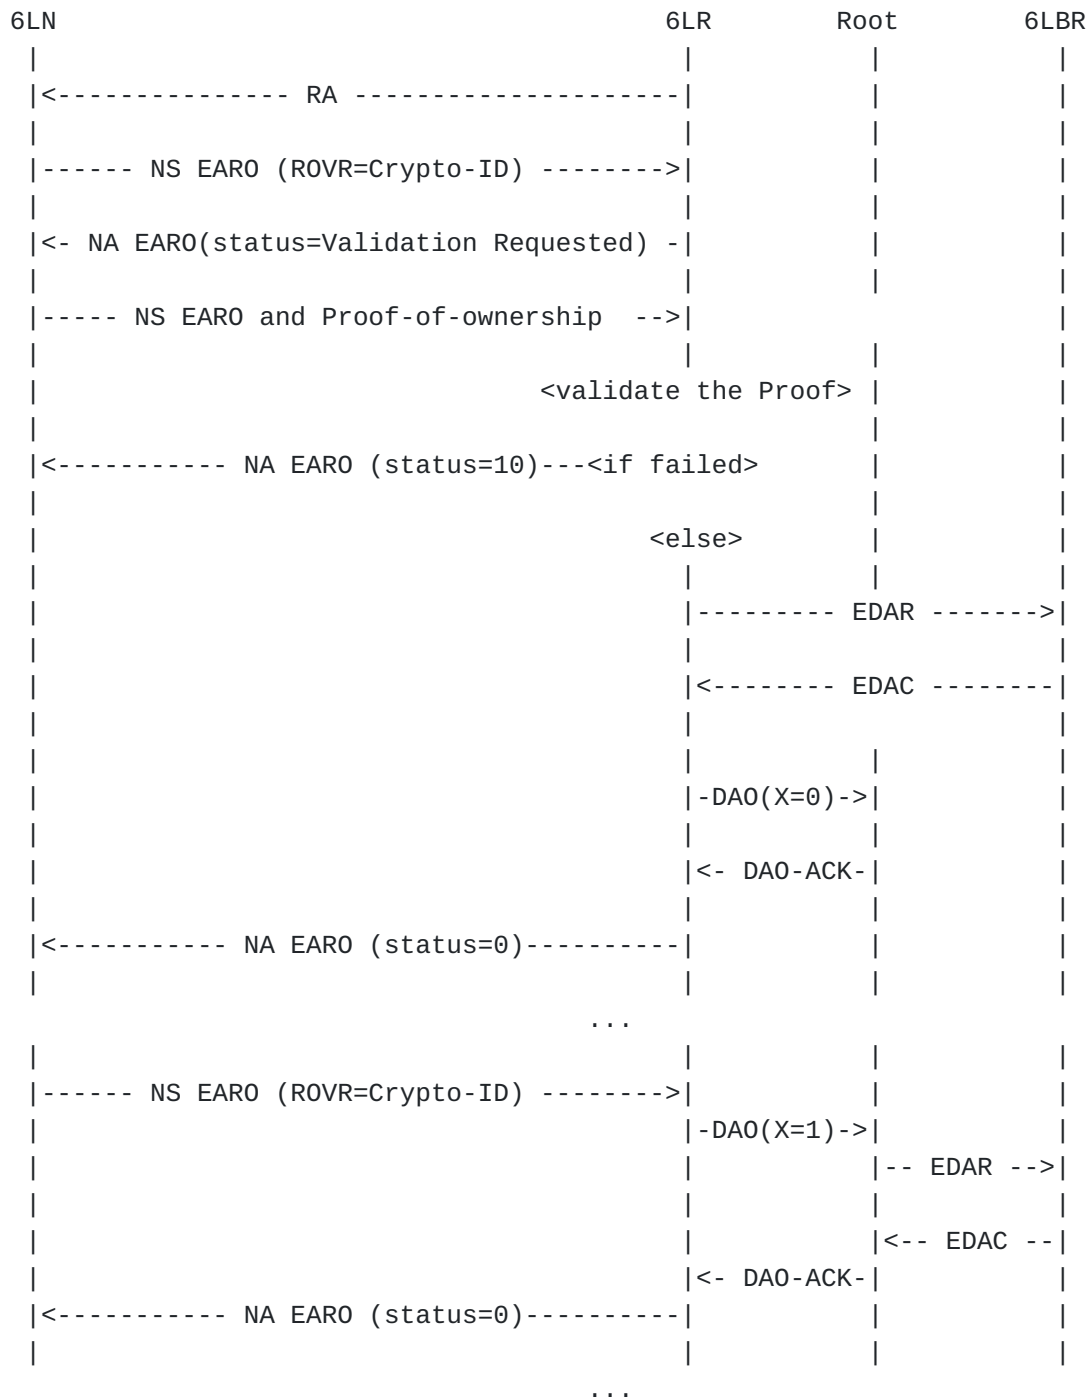 6LN                                         6LR        Root        6LBR
 |                                          |           |           |
 |<--------------- RA ---------------------|           |           |
 |                                          |           |           |
 |------ NS EARO (ROVR=Crypto-ID) -------->|           |           |
 |                                          |           |           |
 |<- NA EARO(status=Validation Requested) -|           |           |
 |                                          |           |           |
 |----- NS EARO and Proof-of-ownership  -->|                       |
 |                                          |           |           |
 |                                <validate the Proof> |           |
 |                                                      |           |
 |<----------- NA EARO (status=10)---<if failed>       |           |
 |                                                      |           |
 |                                       <else>        |           |
 |                                          |           |           |
 |                                          |--------- EDAR ------->|
 |                                          |                       |
 |                                          |<-------- EDAC --------|
 |                                          |                       |
 |                                          |           |           |
 |                                          |-DAO(X=0)->|           |
 |                                          |           |           |
 |                                          |<- DAO-ACK-|           |
 |                                          |           |           |
 |<----------- NA EARO (status=0)----------|           |           |
 |                                          |           |           |
                                    ...
 |                                          |           |           |
 |------ NS EARO (ROVR=Crypto-ID) -------->|           |           |
 |                                          |-DAO(X=1)->|           |
 |                                          |           |-- EDAR -->|
 |                                          |           |           |
 |                                          |           |<-- EDAC --|
 |                                          |<- DAO-ACK-|           |
 |<----------- NA EARO (status=0)----------|           |           |
 |                                          |           |           |
                                    ...